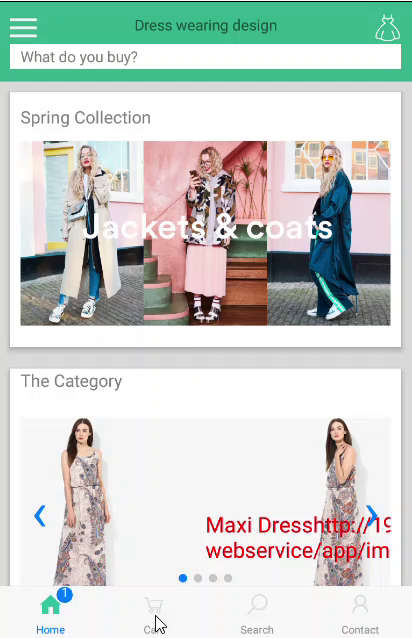 Dress wearing design
What do you buy?
Spring Collection
Jackets & coats
The Category
Maxi Dresshttp://19
webservice/app/im
1
Home
Search
Contact